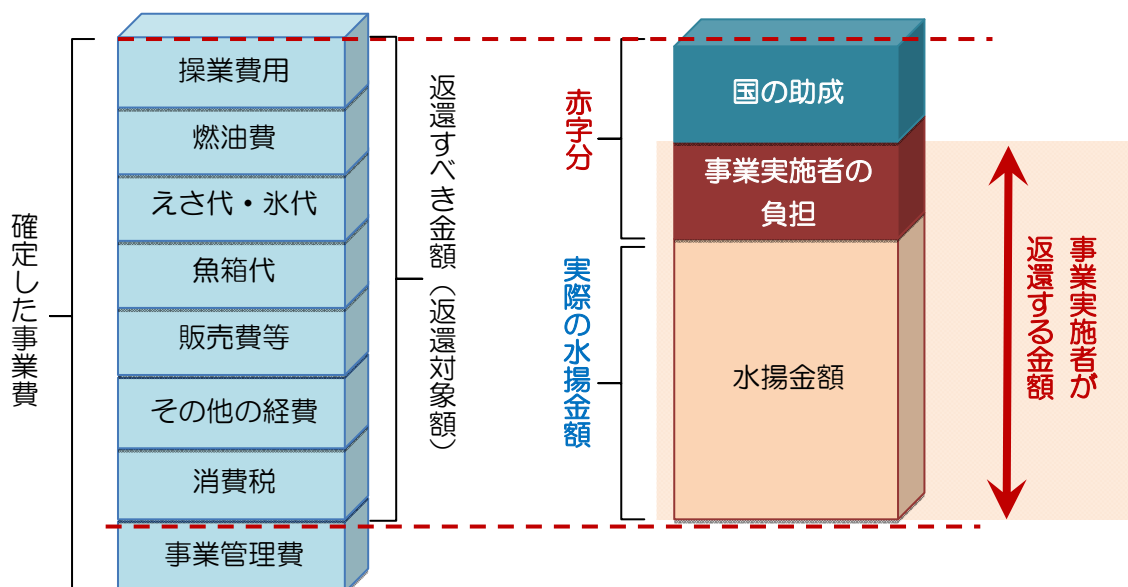 確定した事業費
操業費用
燃油費
えさ代・氷代
魚箱代
販売費等
その他の経費
消費税
事業管理費
返還すべき金額（返還対象額）
赤字分
実際の水揚金額
国の助成
事業実施者の
負担
水揚金額
事業実施者が
返還する金額